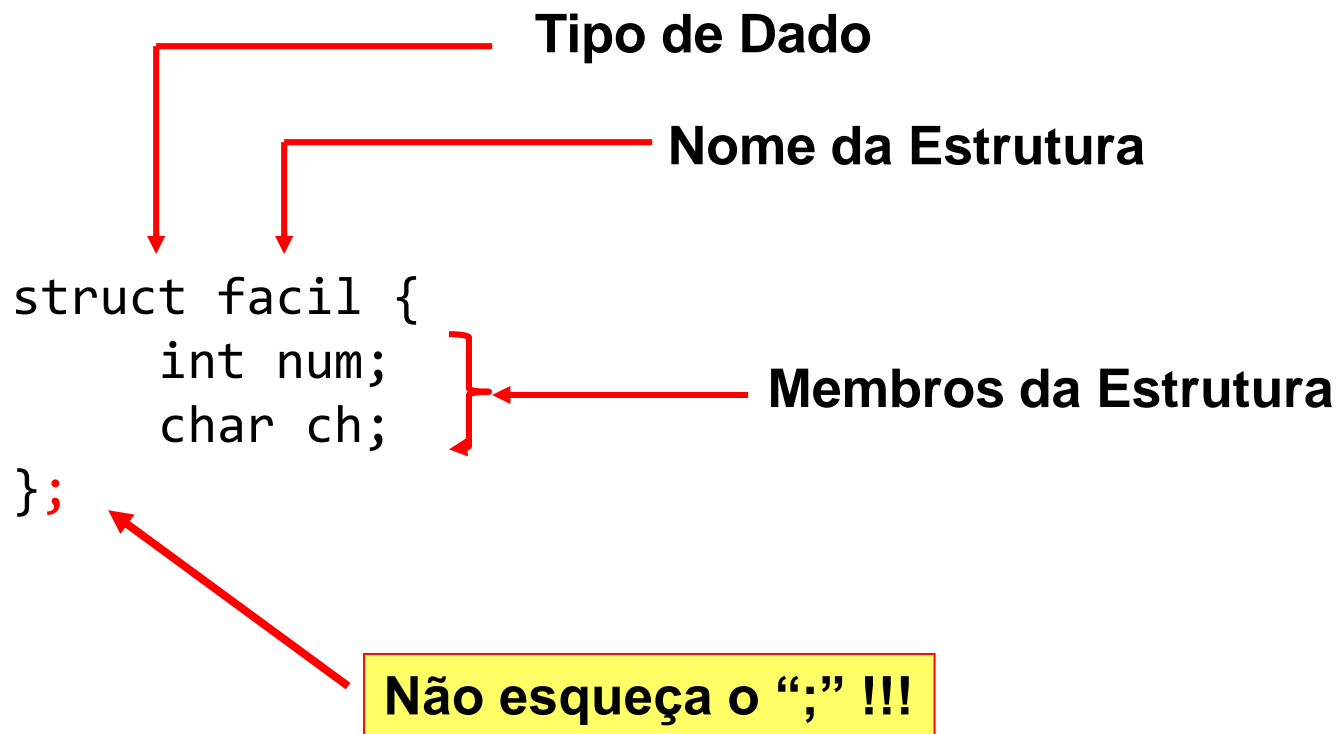 Tipo de Dado
Nome da Estrutura
struct facil {
int num;
char ch;
};
Membros da Estrutura
Não esqueça o “;” !!!